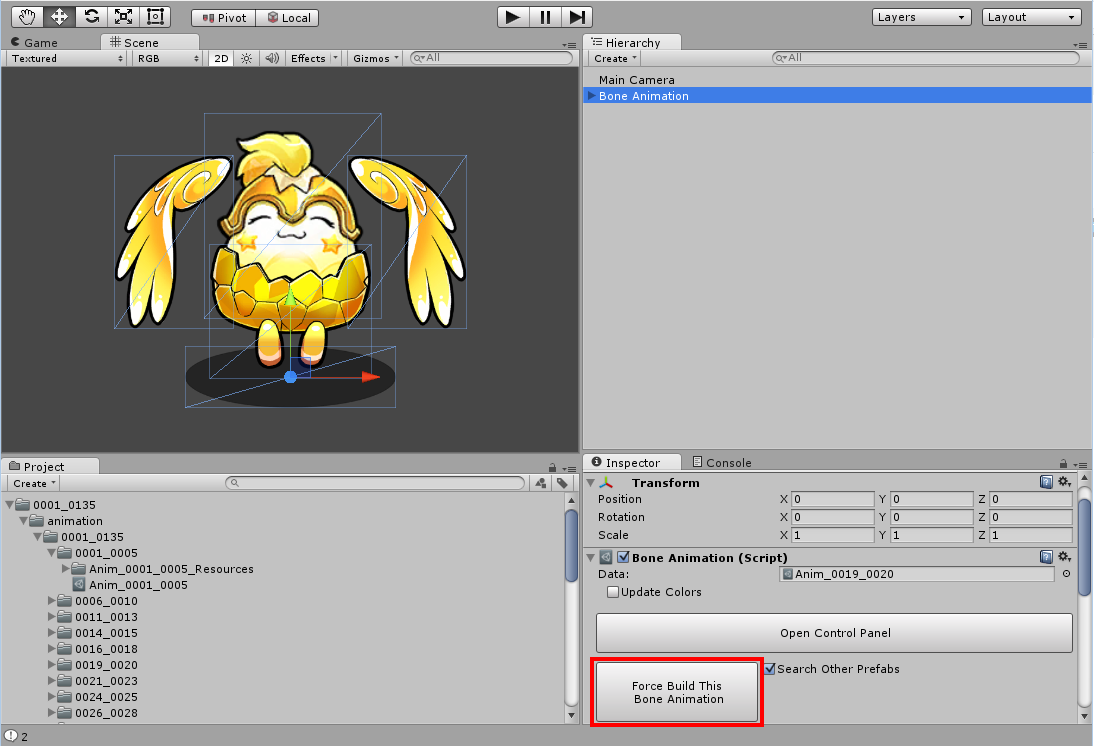 Pivot Local Layers Layout
Game Scene
Textured RGB 2D Effects Gizmos All
Hierarchy
Create All
Main Camera
Bone Animation
Project
Create
0001_0135
animation
0001_0135
0001_0005
Anim_0001_0005_Resources
Anim_0001_0005
0006_0010
0011_0013
0014_0015
0016_0018
0019_0020
0021_0023
0024_0025
0026_0028
Inspector Console
Transform
Position X 0 Y 0 Z 0
Rotation X 0 Y 0 Z 0
Scale X 1 Y 1 Z 1
Bone Animation (Script)
Data: Anim_0019_0020
Update Colors
Open Control Panel
Force Build This
Bone Animation
Search Other Prefabs
2